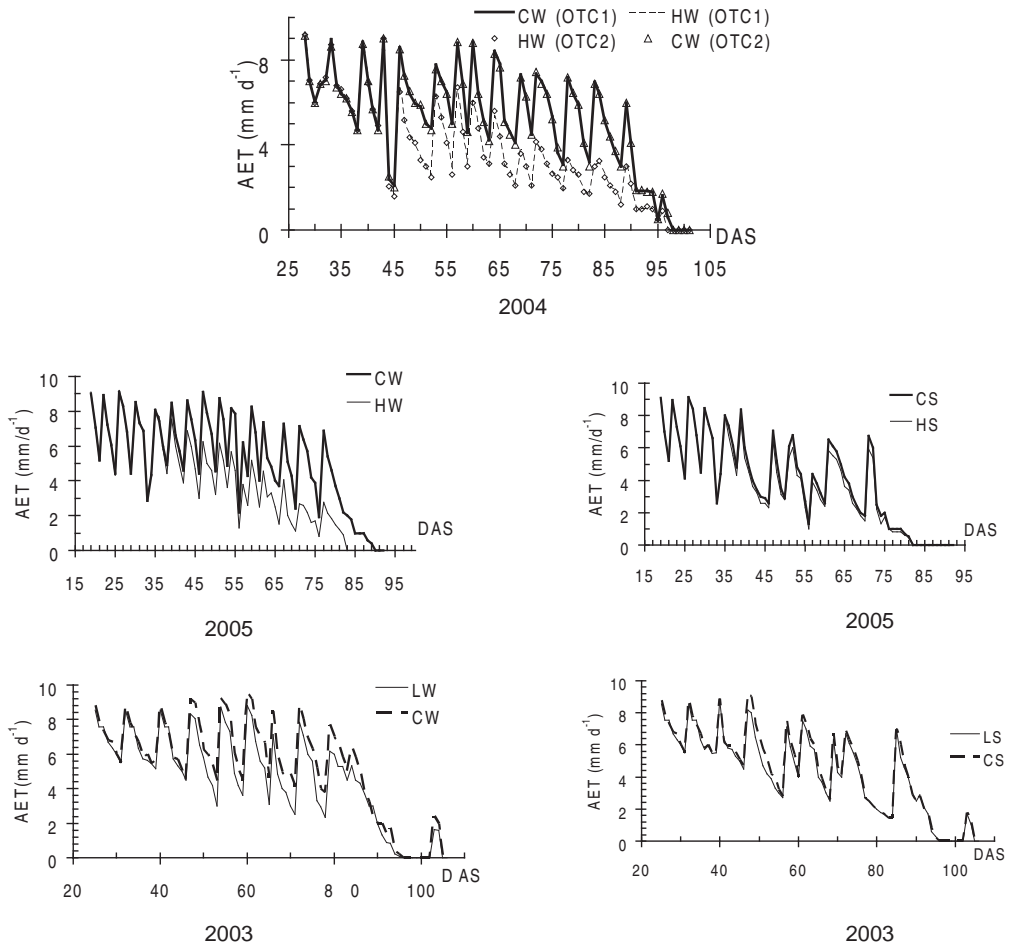 CW (OTC1) HW (OTC1)
HW (OTC2) CW (OTC2)
AET (mm d-1)
8
4
0
DAS
25 35 45 55 65 75 85 95 105
2004
CW
HW
AET (mm/d-1)
10
8
6
4
2
0
DAS
15 25 35 45 55 65 75 85 95
2005
CS
HS
AET (mm/d-1)
10
8
6
4
2
0
DAS
15 25 35 45 55 65 75 85 95
2005
LW
CW
AET(mm d-1)
10
8
6
4
2
0
D AS
20 40 60 8 0 100
2003
LS
CS
AET (mm d-1)
10
8
6
4
2
0
DAS
20 40 60 80 100
2003